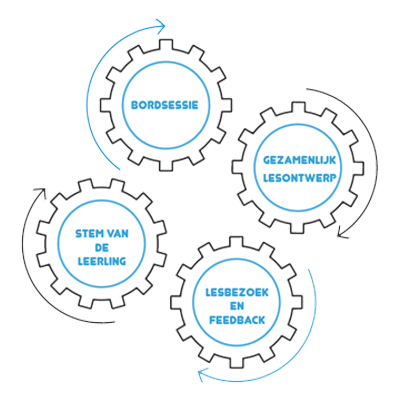 BORDSESSIE
GEZAMENLIJK
LESONTWERP
STEM VAN
DE
LEERLING
LESBEZOEK
EN
FEEDBACK